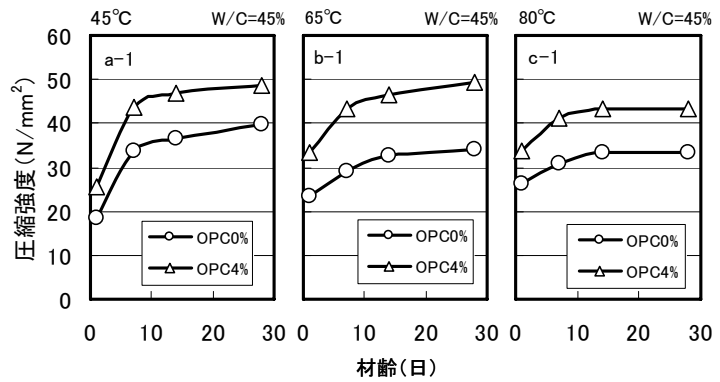 45℃ W/C=45%
65℃ W/C=45%
80℃ W/C=45%
圧縮強度(N/mm²)
60
50
40
30
20
10
0
a-1
OPC0%
OPC4%
b-1
OPC0%
OPC4%
c-1
OPC0%
OPC4%
0 10 20 30
0 10 20 30
0 10 20 30
材齢(日)